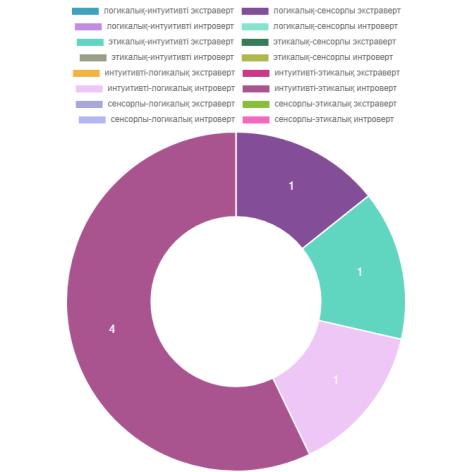 логикалық-интуитивті экстраверт логикалық-сенсорлы экстраверт
логикалық-интуитивті интроверт логикалық-сенсорлы интроверт
этикалық-интуитивті экстраверт этикалық-сенсорлы экстраверт
этикалық-интуитивті интроверт этикалық-сенсорлы интроверт
интуитивті-логикалық экстраверт интуитивті-этикалық экстраверт
интуитивті-логикалық интроверт интуитивті-этикалық интроверт
сенсорлы-логикалық экстраверт сенсорлы-этикалық экстраверт
сенсорлы-логикалық интроверт сенсорлы-этикалық интроверт
1
1
4
1